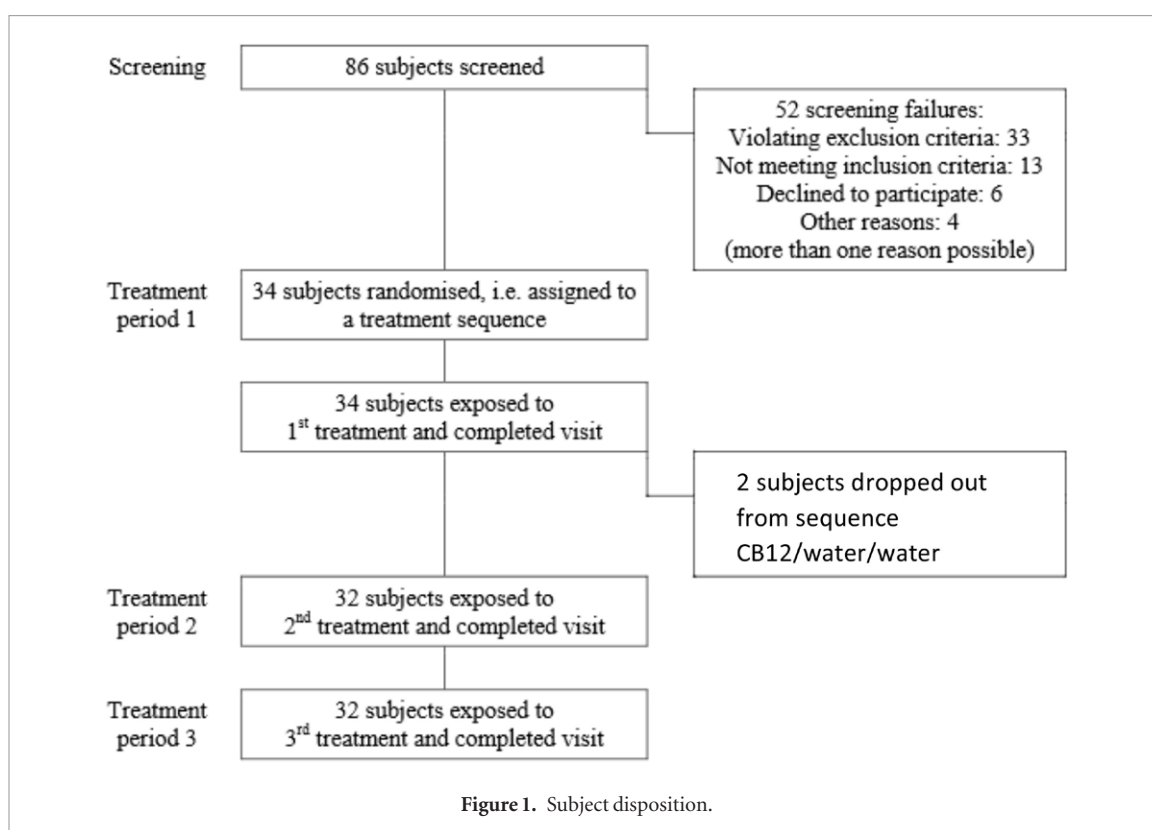 Screening
86 subjects screened
52 screening failures:
Violating exclusion criteria: 33
Not meeting inclusion criteria: 13
Declined to participate: 6
Other reasons: 4
(more than one reason possible)
Treatment
period 1
34 subjects randomised, i.e. assigned to
a treatment sequence
34 subjects exposed to
1st treatment and completed visit
2 subjects dropped out
from sequence
CB12/water/water
Treatment
period 2
32 subjects exposed to
2nd treatment and completed visit
Treatment
period 3
32 subjects exposed to
3rd treatment and completed visit
Figure 1. Subject disposition.